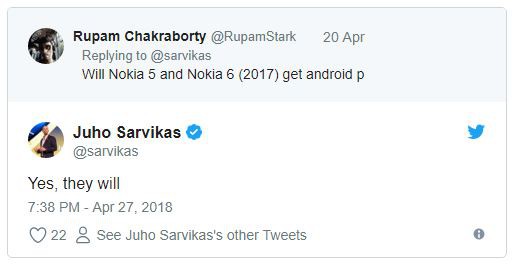 Rupam Chakraborty @RupamStark 20 Apr
Replying to @sarvikas
Will Nokia 5 and Nokia 6 (2017) get android p
Juho Sarvikas
@sarvikas
Yes, they will
7:38 PM - Apr 27, 2018
22 See Juho Sarvikas's other Tweets